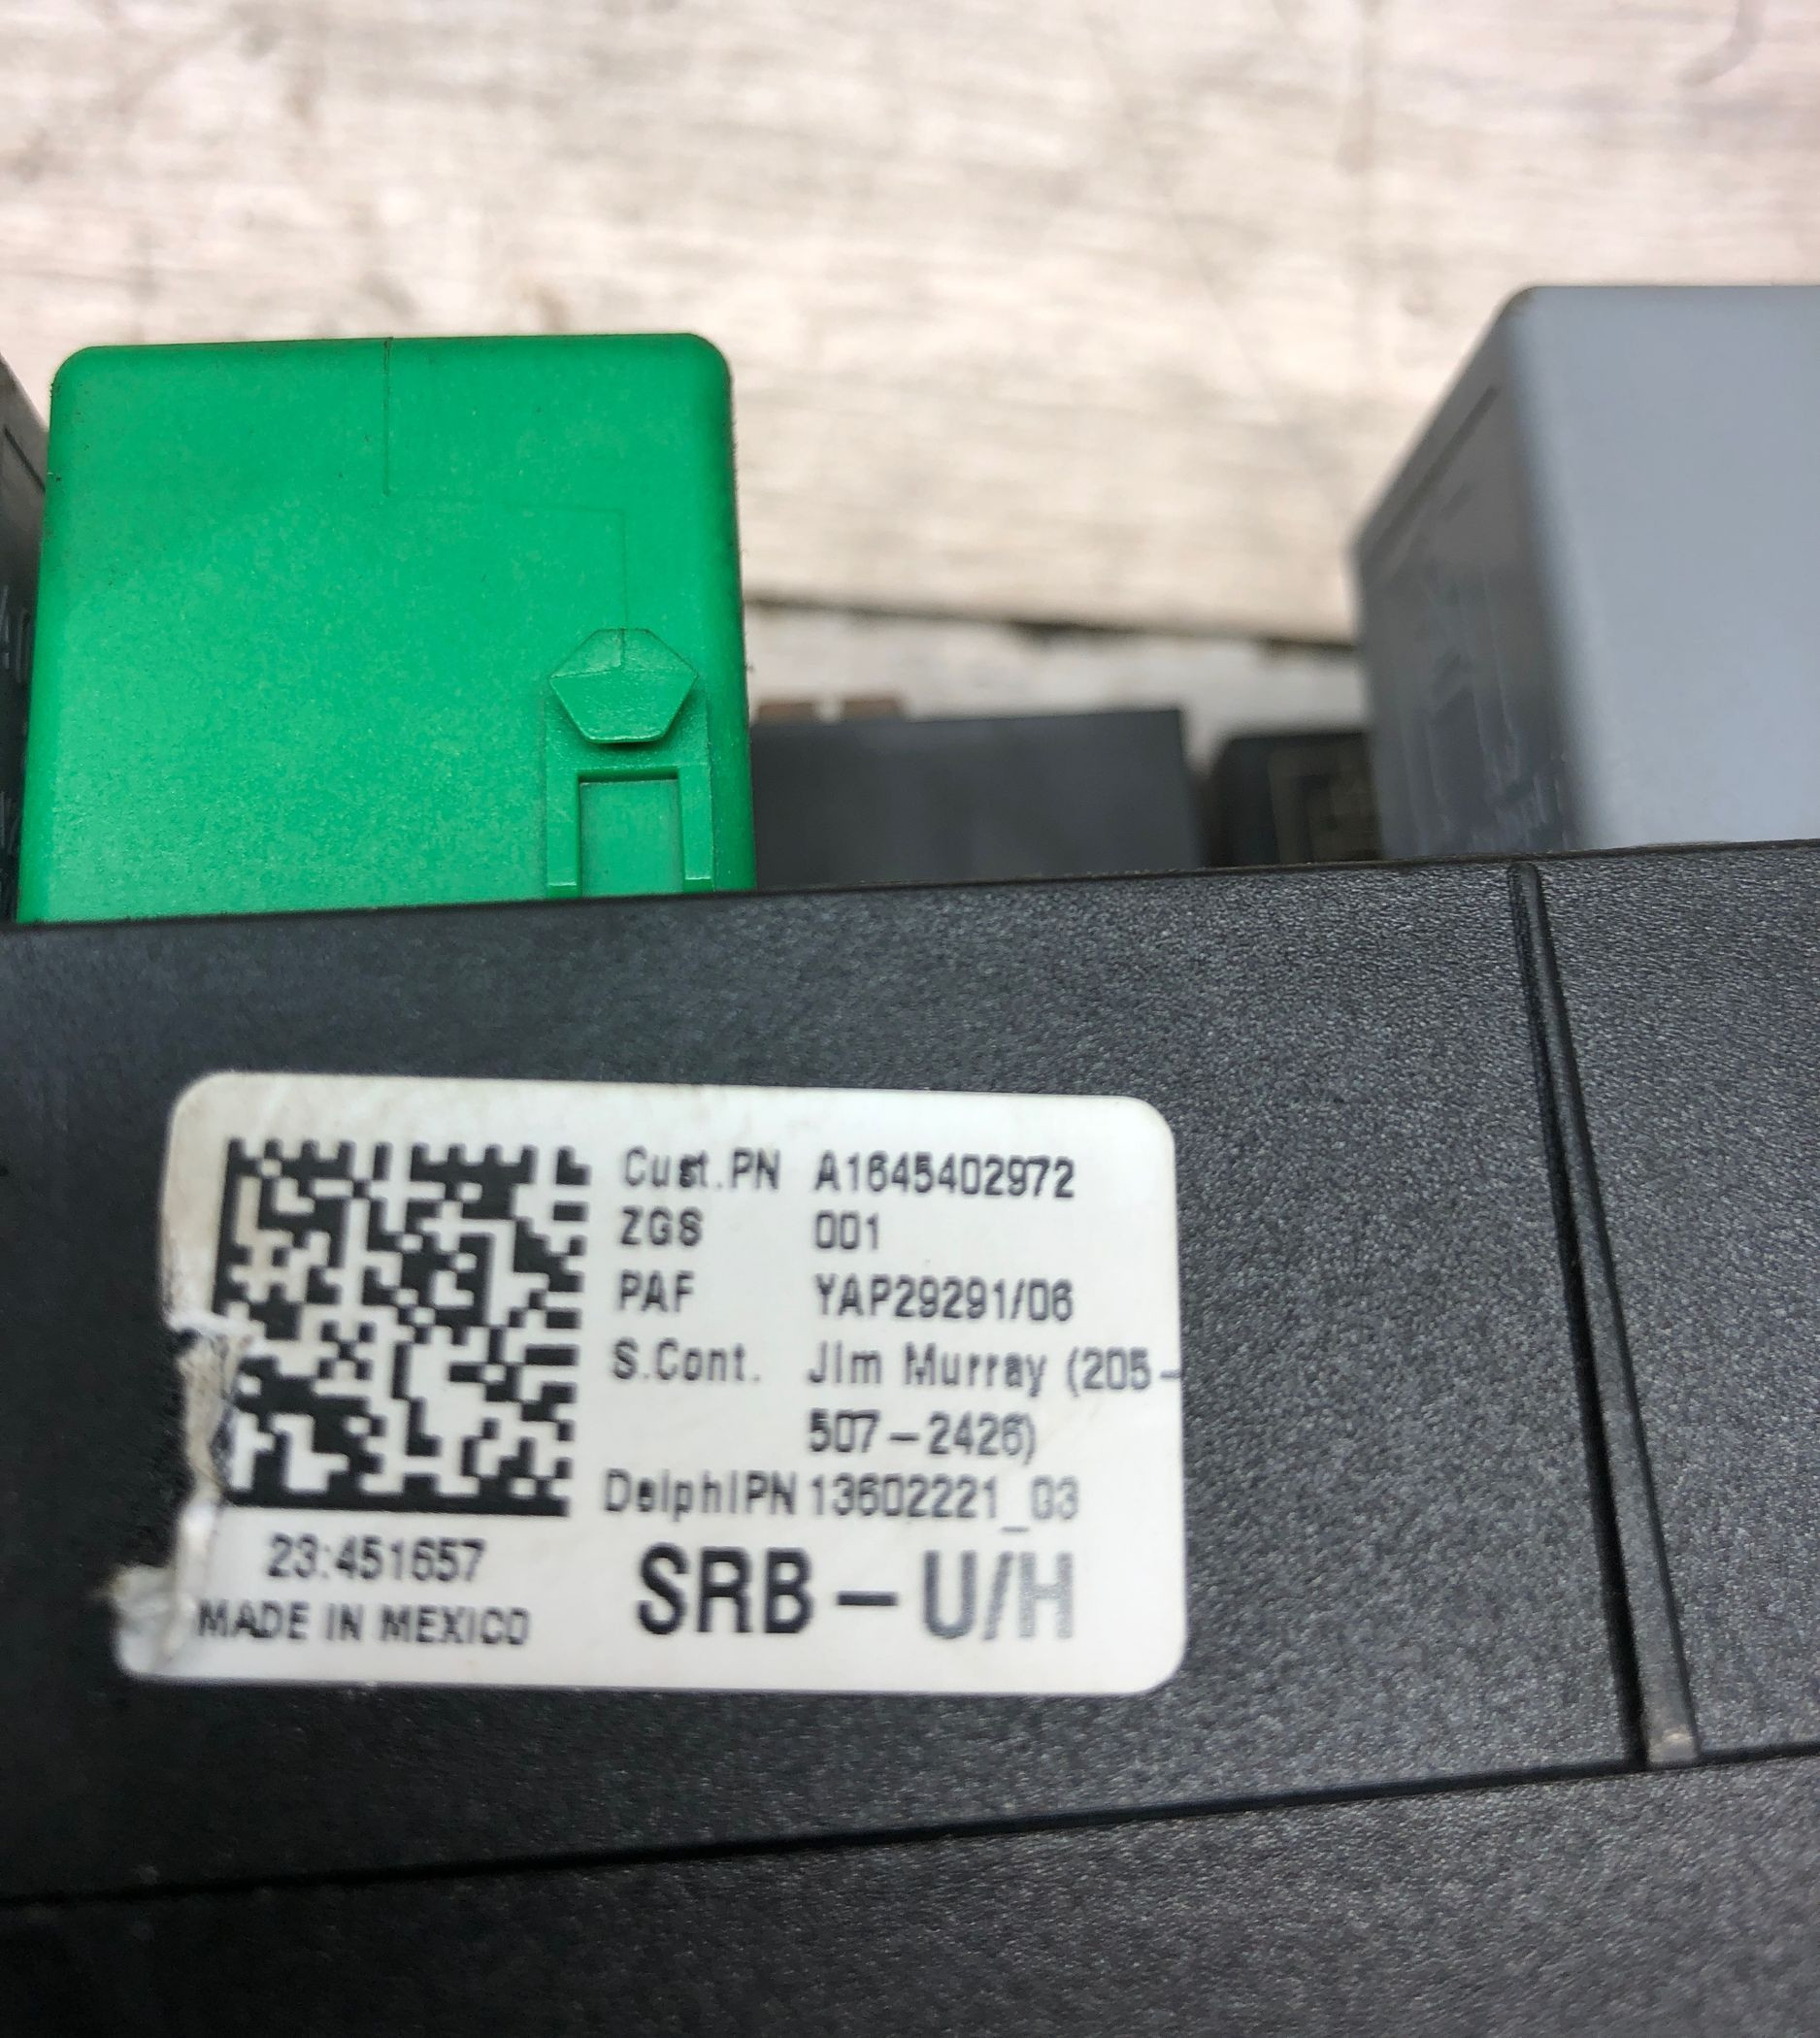 Cust.PN A1645402972
ZGS 001
PAF YAP29291/06
S.Cont. Jim Murray (205-
507-2426)
DelphiPN 13602221_03
23:451657
SRB-U/H
MADE IN MEXICO